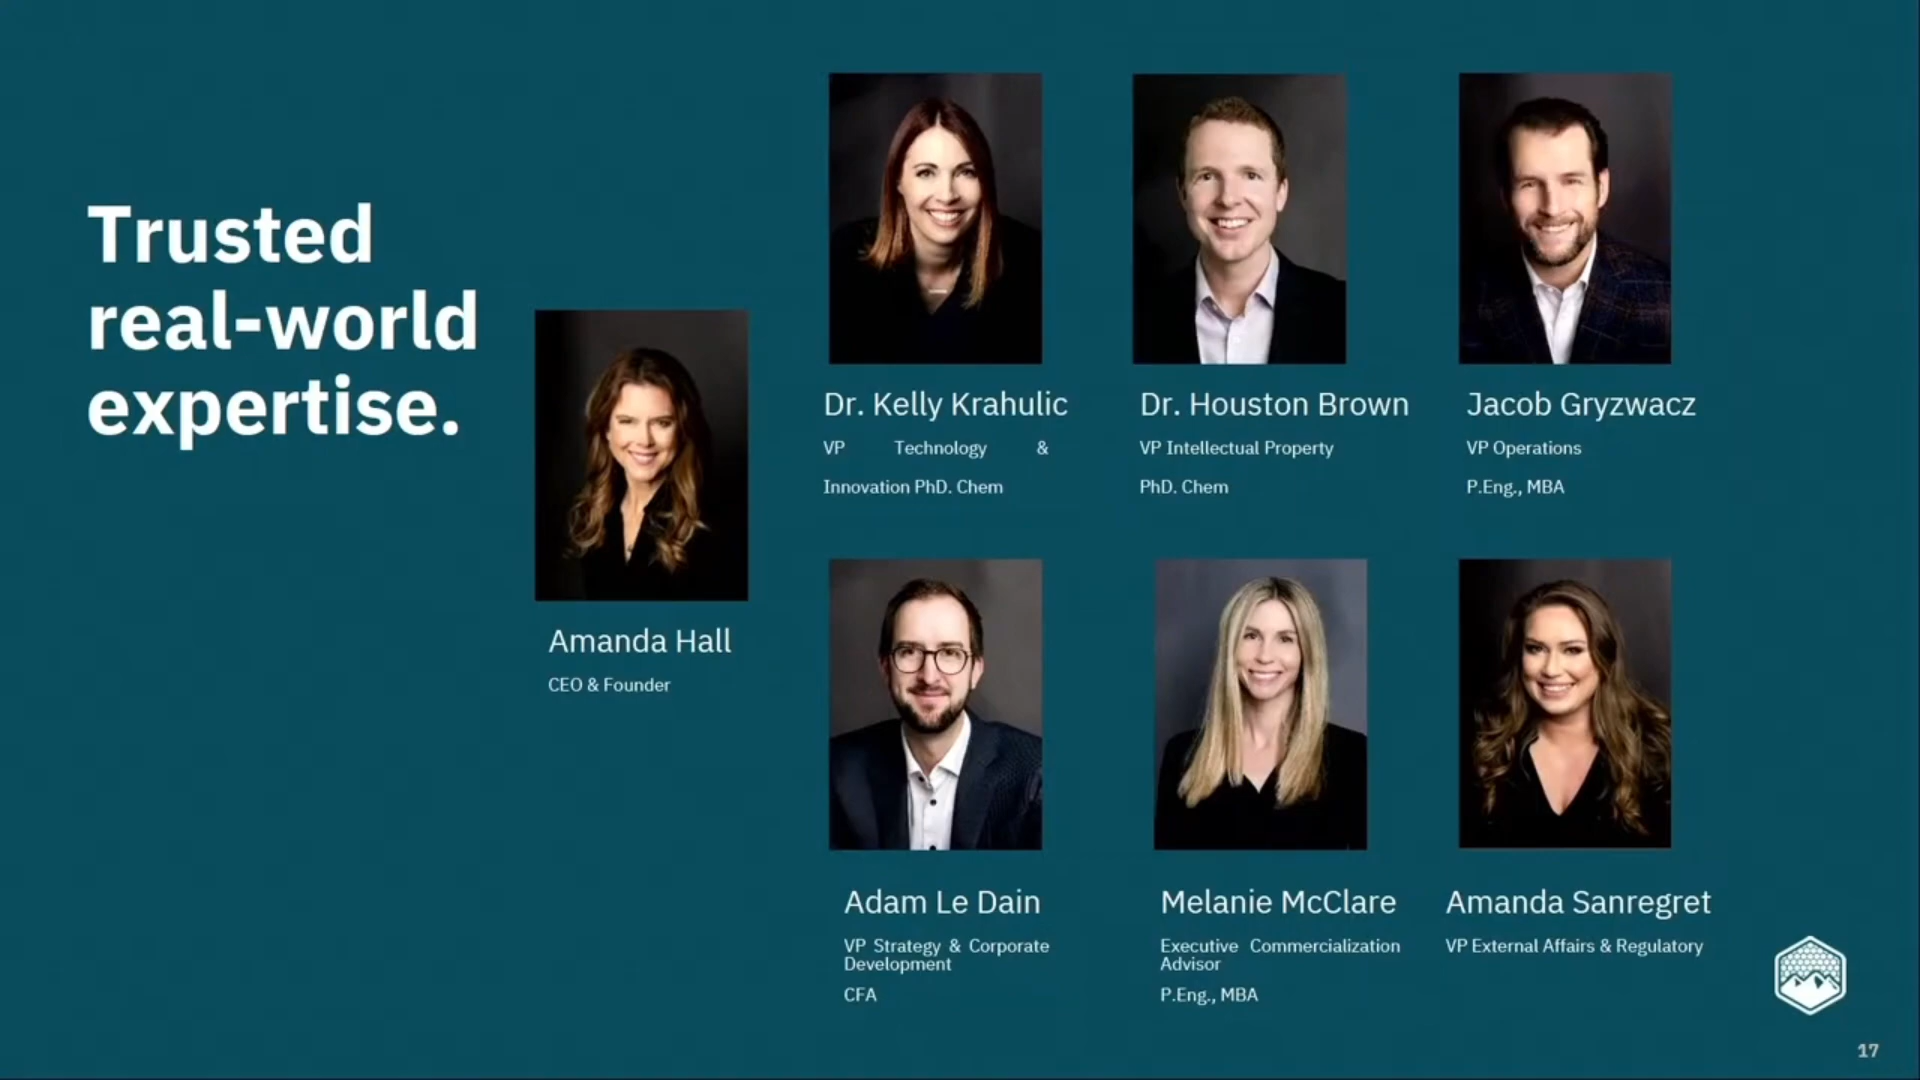 Trusted
real-world
expertise.
Amanda Hall
CEO & Founder
Dr. Kelly Krahulic
VP Technology &
Innovation PhD. Chem
Dr. Houston Brown
VP Intellectual Property
PhD. Chem
Jacob Gryzwacz
VP Operations
P.Eng., MBA
Adam Le Dain
VP Strategy & Corporate
Development
CFA
Melanie McClare
Executive Commercialization
Advisor
P.Eng., MBA
Amanda Sanregret
VP External Affairs & Regulatory
17